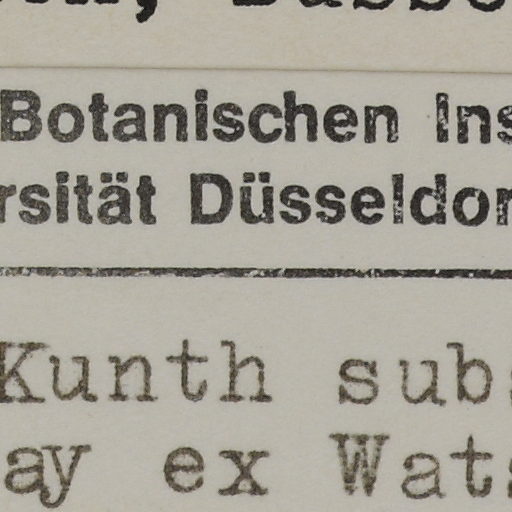 Botanischen Ins
rsität Düsseldor
Kunth subs
ay ex Wats